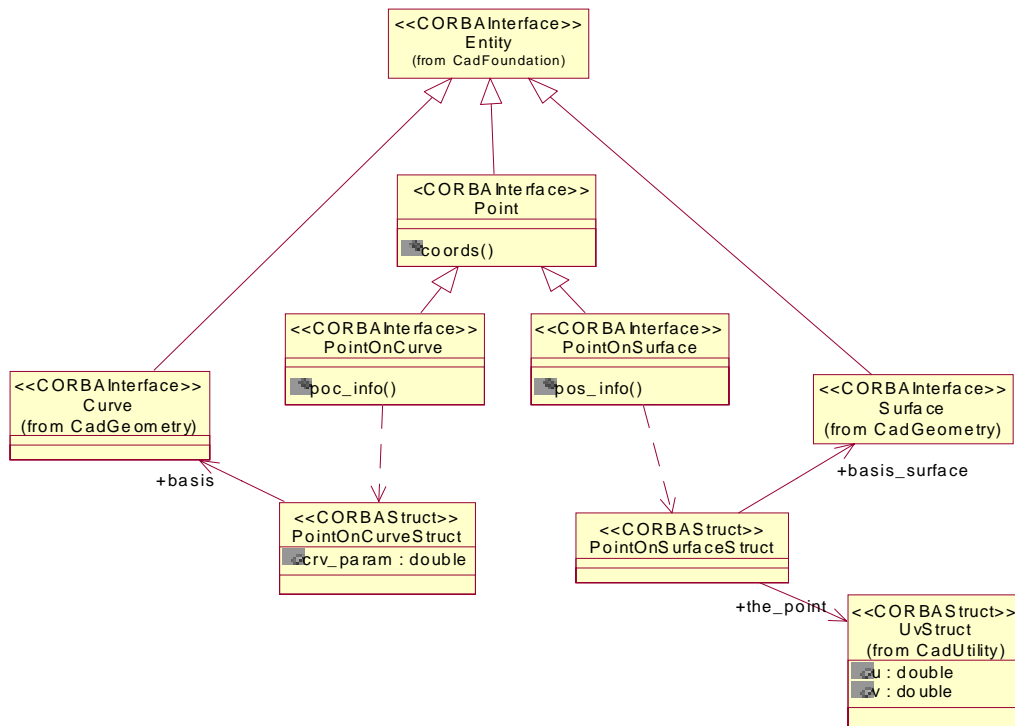 <<CORBAInterface>>
Entity
(from CadFoundation)
<CORBAInterface>>
Point
coords()
<<CORBAInterface>>
PointOnCurve
poc_info()
<<CORBAInterface>>
PointOnSurface
pos_info()
<<CORBAInterface>>
Curve
(from CadGeometry)
<<CORBAInterface>>
Surface
(from CadGeometry)
+basis
+basis_surface
<<CORBAStruct>>
PointOnCurveStruct
crv_param : double
<<CORBAStruct>>
PointOnSurfaceStruct
+the_point
<<CORBAStruct>>
UvStruct
(from CadUtility)
u : double
v : double